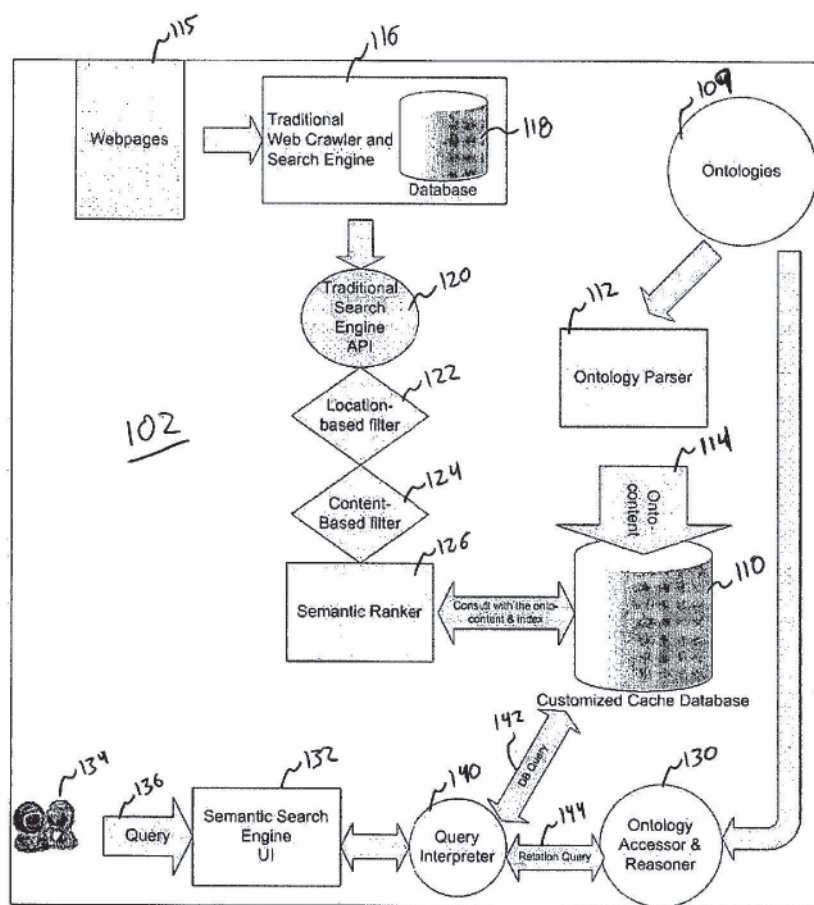 115
116
109
Webpages
Traditional
Web Crawler and
Search Engine
118
Database
Ontologies
120
Traditional
Search
Engine
API
112
Ontology Parser
122
Location-
based filter
102
114
Onto-
content
124
Content-
Based filter
126
110
Semantic Ranker
Consult with the onto-
content & index
Customized Cache Database
142
DB Query
134
136
132
140
130
Query
Semantic Search
Engine
UI
Query
Interpreter
144
Relation Query
Ontology
Accessor &
Reasoner